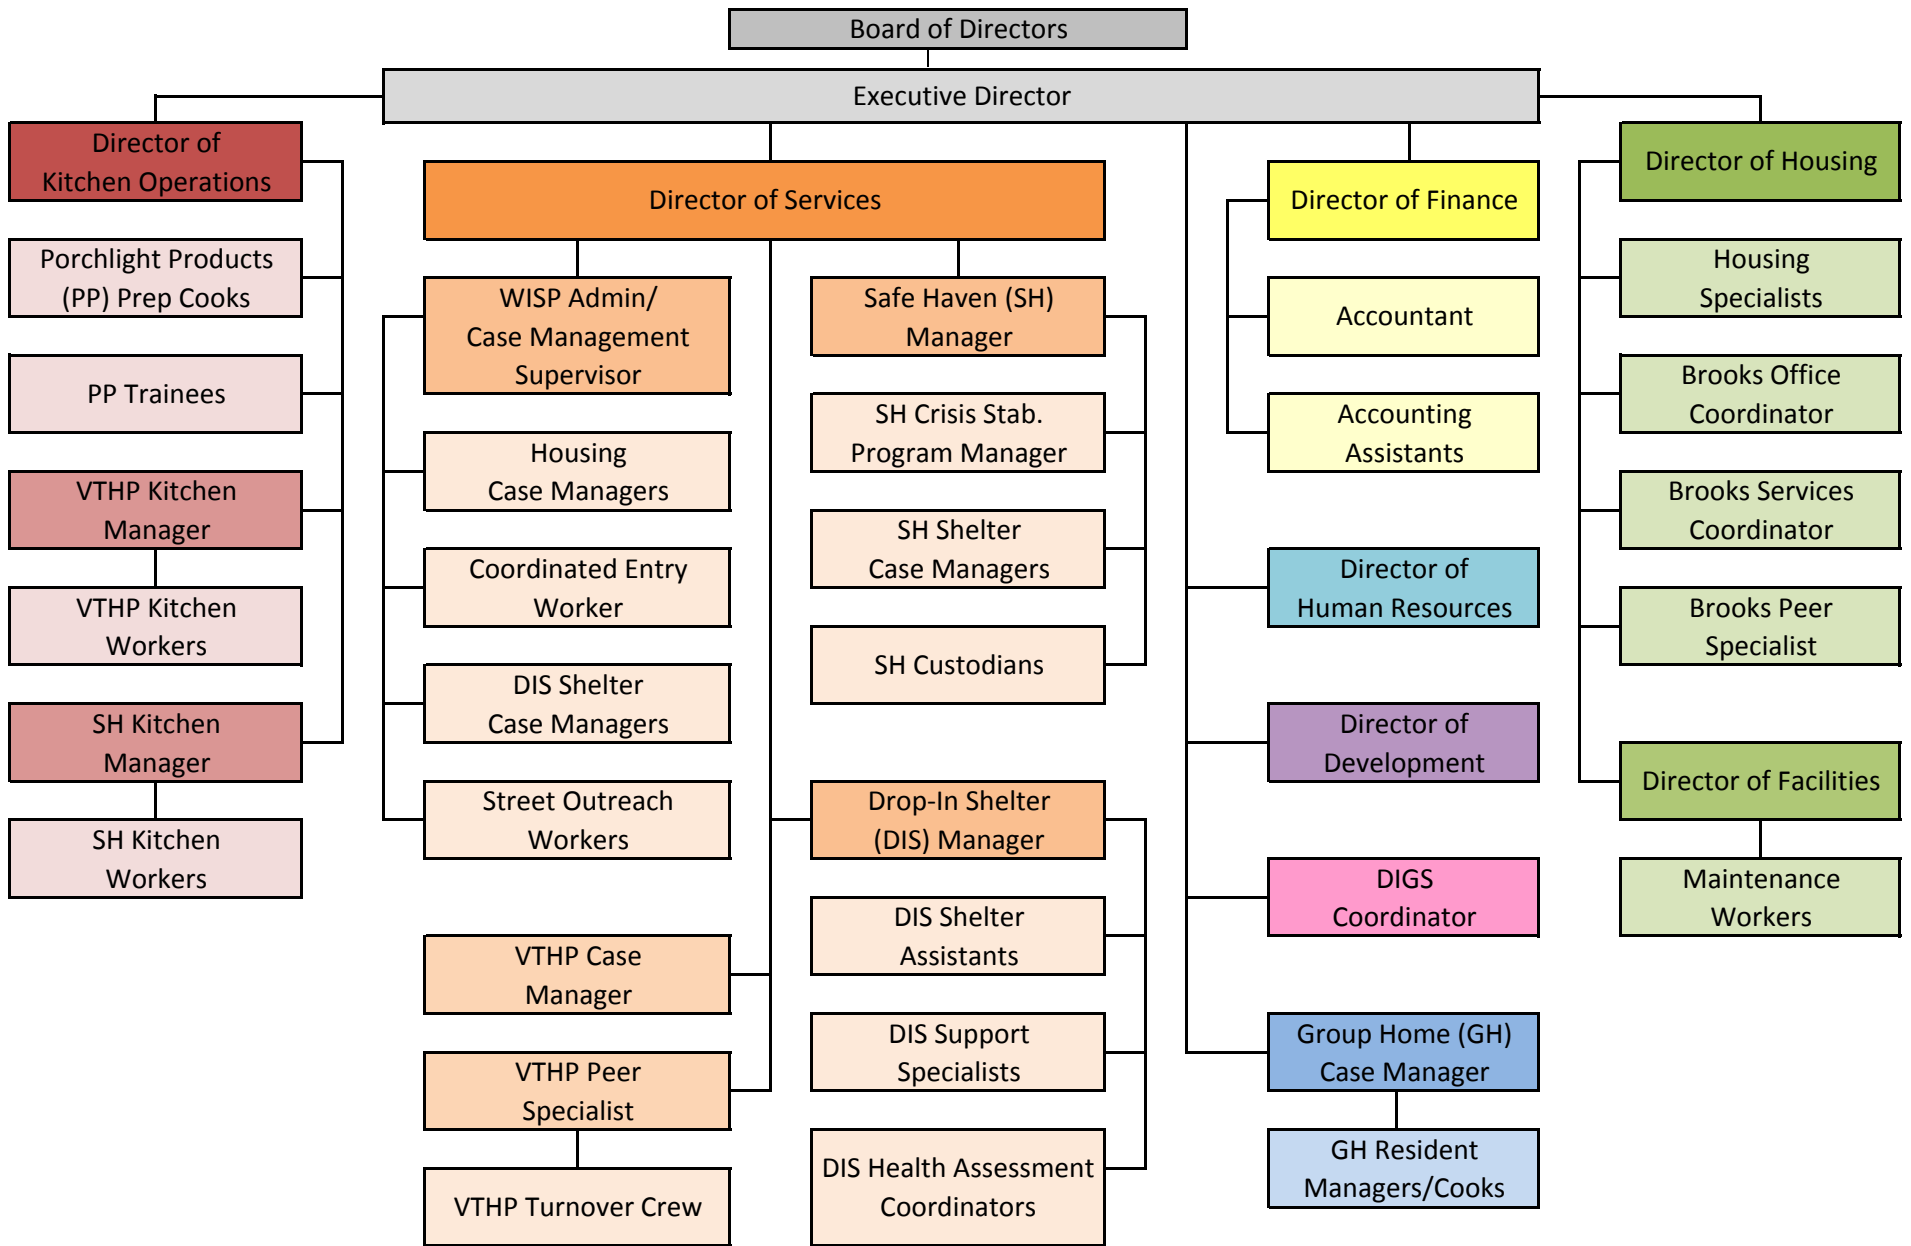 Board of Directors
Executive Director
Director of
Kitchen Operations
Porchlight Products
(PP) Prep Cooks
PP Trainees
VTHP Kitchen
Manager
VTHP Kitchen
Workers
SH Kitchen
Manager
SH Kitchen
Workers
Director of Services
WISP Admin/
Case Management
Supervisor
Housing
Case Managers
Coordinated Entry
Worker
DIS Shelter
Case Managers
Street Outreach
Workers
VTHP Case
Manager
VTHP Peer
Specialist
VTHP Turnover Crew
Safe Haven (SH)
Manager
SH Crisis Stab.
Program Manager
SH Shelter
Case Managers
SH Custodians
Drop-In Shelter
(DIS) Manager
DIS Shelter
Assistants
DIS Support
Specialists
DIS Health Assessment
Coordinators
Director of Finance
Accountant
Accounting
Assistants
Director of
Human Resources
Director of
Development
DIGS
Coordinator
Group Home (GH)
Case Manager
GH Resident
Managers/Cooks
Director of Housing
Housing
Specialists
Brooks Office
Coordinator
Brooks Services
Coordinator
Brooks Peer
Specialist
Director of Facilities
Maintenance
Workers